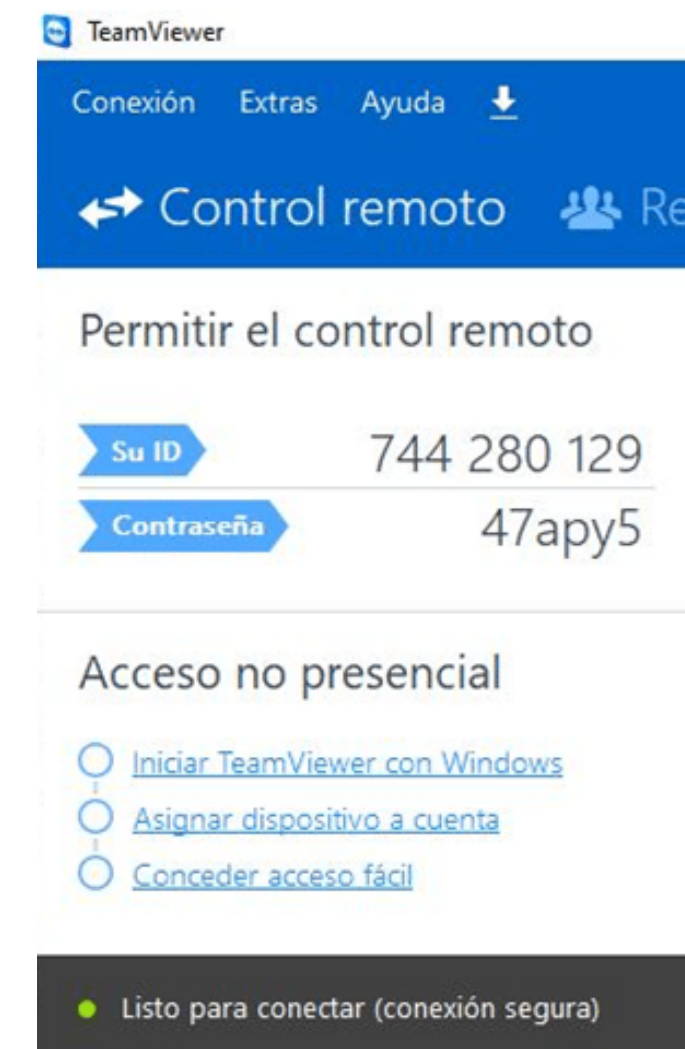 TeamViewer
Conexión Extras Ayuda
Control remoto
Permitir el control remoto
Su ID 744 280 129
Contraseña 47apy5
Acceso no presencial
Iniciar TeamViewer con Windows
Asignar dispositivo a cuenta
Conceder acceso fácil
Listo para conectar (conexión segura)